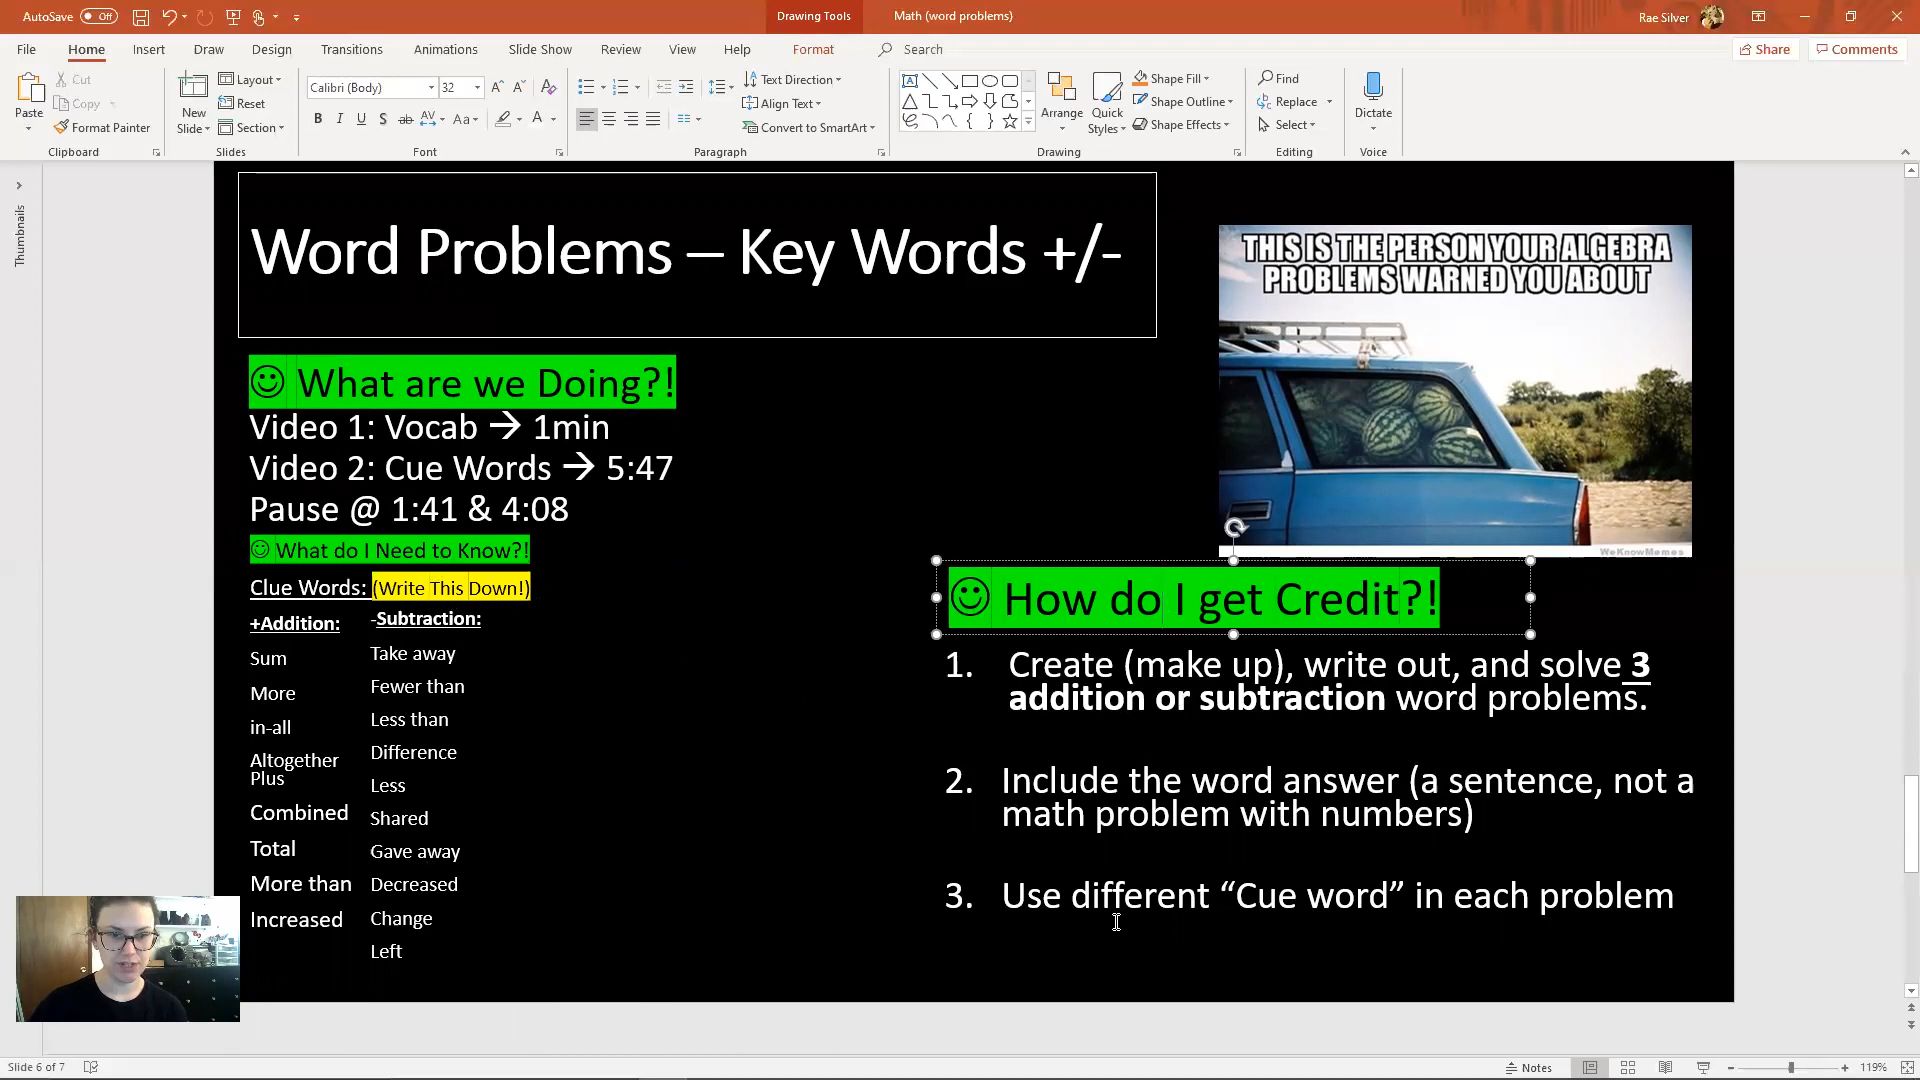 AutoSave Off
Drawing Tools
Math (word problems)
Rae Silver
File Home Insert Draw Design Transitions Animations Slide Show Review View Help Format Search
Share Comments
Paste
Cut
Copy
Format Painter
Clipboard
New
Slide
Layout
Reset
Section
Slides
Calibri (Body) 32
B I U S ab AV Aa A
Font
Text Direction
Align Text
Convert to SmartArt
Paragraph
Arrange
Quick
Styles
Shape Fill
Shape Outline
Shape Effects
Drawing
Find
Replace
Select
Editing
Dictate
Voice
Thumbnails
Word Problems – Key Words +/-
THIS IS THE PERSON YOUR ALGEBRA
PROBLEMS WARNED YOU ABOUT
WeKnowMemes
☺ What are we Doing?!
Video 1: Vocab → 1min
Video 2: Cue Words → 5:47
Pause @ 1:41 & 4:08
☺ What do I Need to Know?!
Clue Words: (Write This Down!)
+Addition:
Sum
More
in-all
Altogether
Plus
Combined
Total
More than
Increased
-Subtraction:
Take away
Fewer than
Less than
Difference
Less
Shared
Gave away
Decreased
Change
Left
☺ How do I get Credit?!
1. Create (make up), write out, and solve 3
addition or subtraction word problems.
2. Include the word answer (a sentence, not a
math problem with numbers)
3. Use different “Cue word” in each problem
Slide 6 of 7
Notes
119%